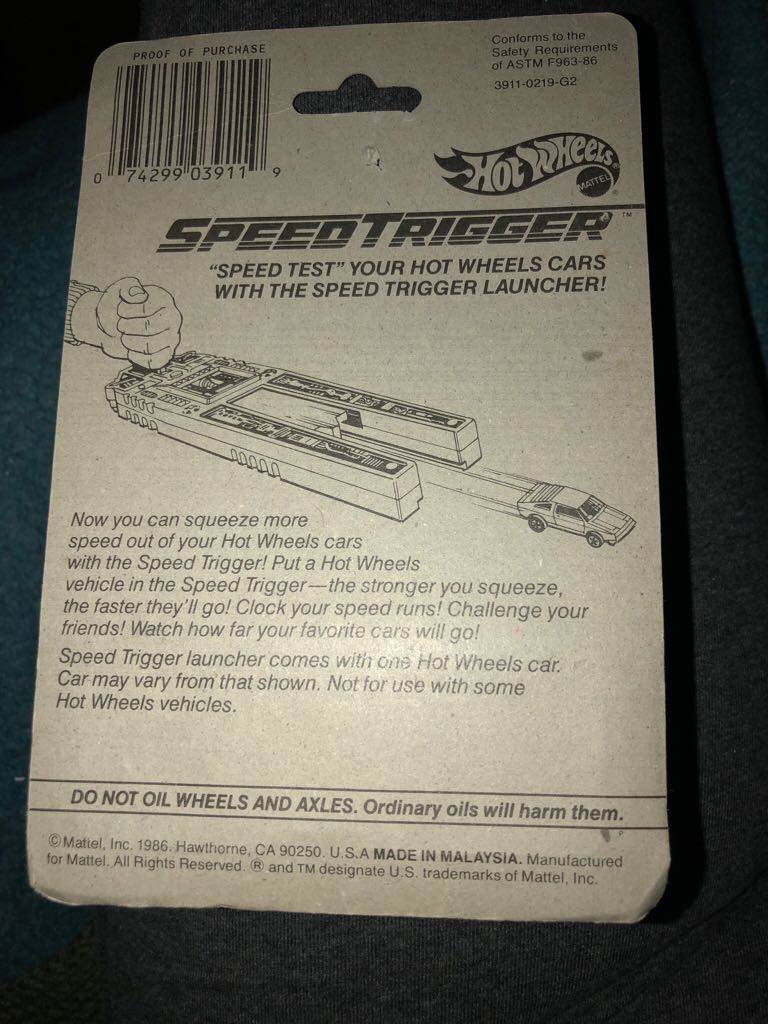 PROOF OF PURCHASE
0 74299 03911 9
Conforms to the
Safety Requirements
of ASTM F963-86
3911-0219-G2
HOT WHEELS®
MATTEL®
SPEED TRIGGER™
"SPEED TEST" YOUR HOT WHEELS CARS
WITH THE SPEED TRIGGER LAUNCHER!
Now you can squeeze more
speed out of your Hot Wheels cars
with the Speed Trigger! Put a Hot Wheels
vehicle in the Speed Trigger—the stronger you squeeze,
the faster they'll go! Clock your speed runs! Challenge your
friends! Watch how far your favorite cars will go!
Speed Trigger launcher comes with one Hot Wheels car.
Car may vary from that shown. Not for use with some
Hot Wheels vehicles.
DO NOT OIL WHEELS AND AXLES. Ordinary oils will harm them.
©Mattel, Inc. 1986. Hawthorne, CA 90250. U.S.A MADE IN MALAYSIA. Manufactured
for Mattel. All Rights Reserved. ® and TM designate U.S. trademarks of Mattel, Inc.